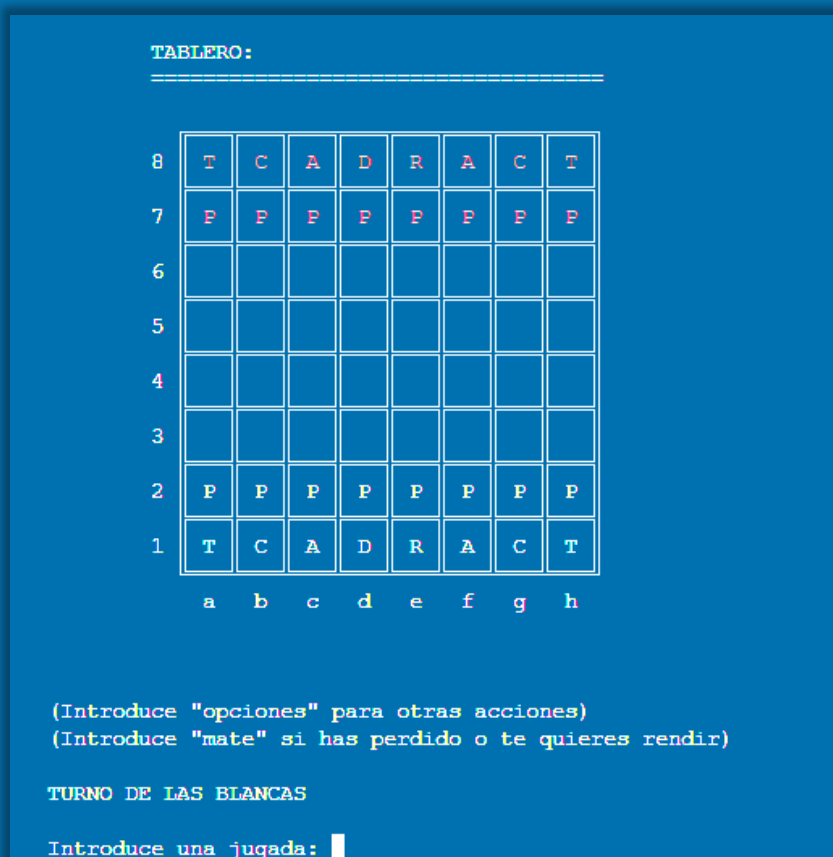 TABLERO:
===================================
8 T C A D R A C T
7 P P P P P P P P
6
5
4
3
2 P P P P P P P P
1 T C A D R A C T
a b c d e f g h
(Introduce "opciones" para otras acciones)
(Introduce "mate" si has perdido o te quieres rendir)
TURNO DE LAS BLANCAS
Introduce una jugada: